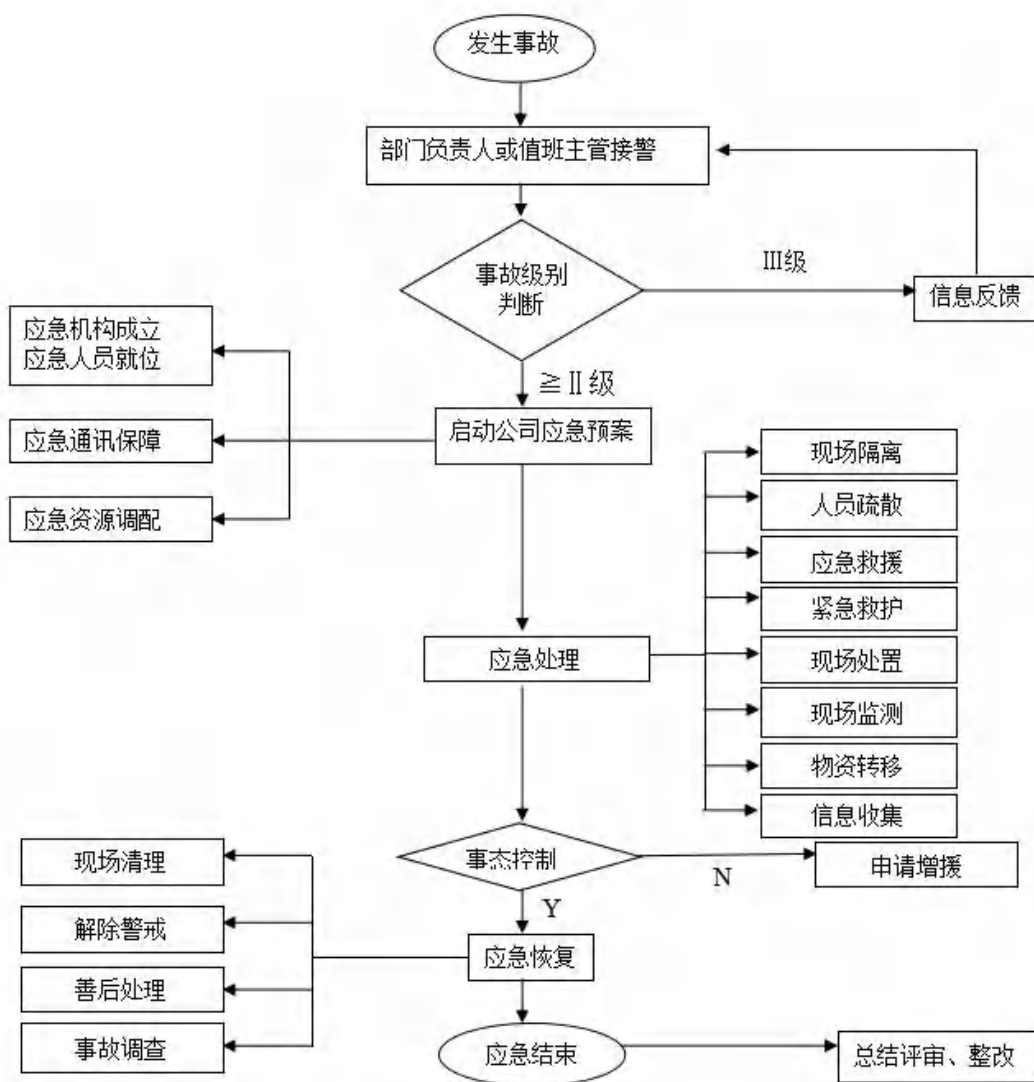 发生事故
部门负责人或值班主管接警
事故级别
判断
Ⅲ级
信息反馈
应急机构成立
应急人员就位
≧Ⅱ级
启动公司应急预案
应急通讯保障
应急资源调配
现场隔离
人员疏散
应急救援
紧急救护
应急处理
现场处置
现场监测
物资转移
信息收集
事态控制
N
申请增援
Y
现场清理
解除警戒
应急恢复
善后处理
事故调查
应急结束
总结评审、整改